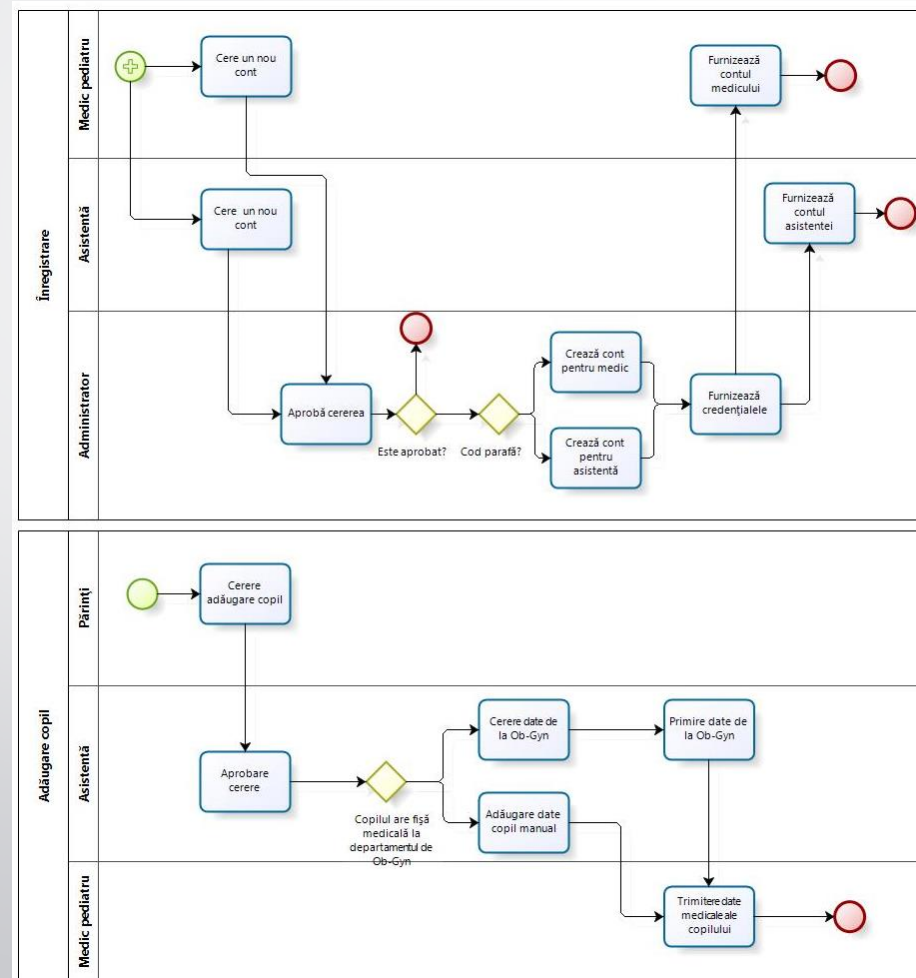 Înregistrare
Medic pediatru
Cere un nou
cont
Furnizează
contul
medicului
Asistentă
Cere un nou
cont
Furnizează
contul
asistentei
Administrator
Aprobă cererea
Este aprobat?
Cod parafă?
Crează cont
pentru medic
Crează cont
pentru
asistentă
Furnizează
credențialele
Adăugare copil
Părinți
Cerere
adăugare copil
Asistentă
Aprobare
cerere
Copilul are fișă
medicală la
departamentul de
Ob-Gyn
Cerere date de
la Ob-Gyn
Primire date de
la Ob-Gyn
Adăugare date
copil manual
Medic pediatru
Trimitere date
medicale ale
copilului